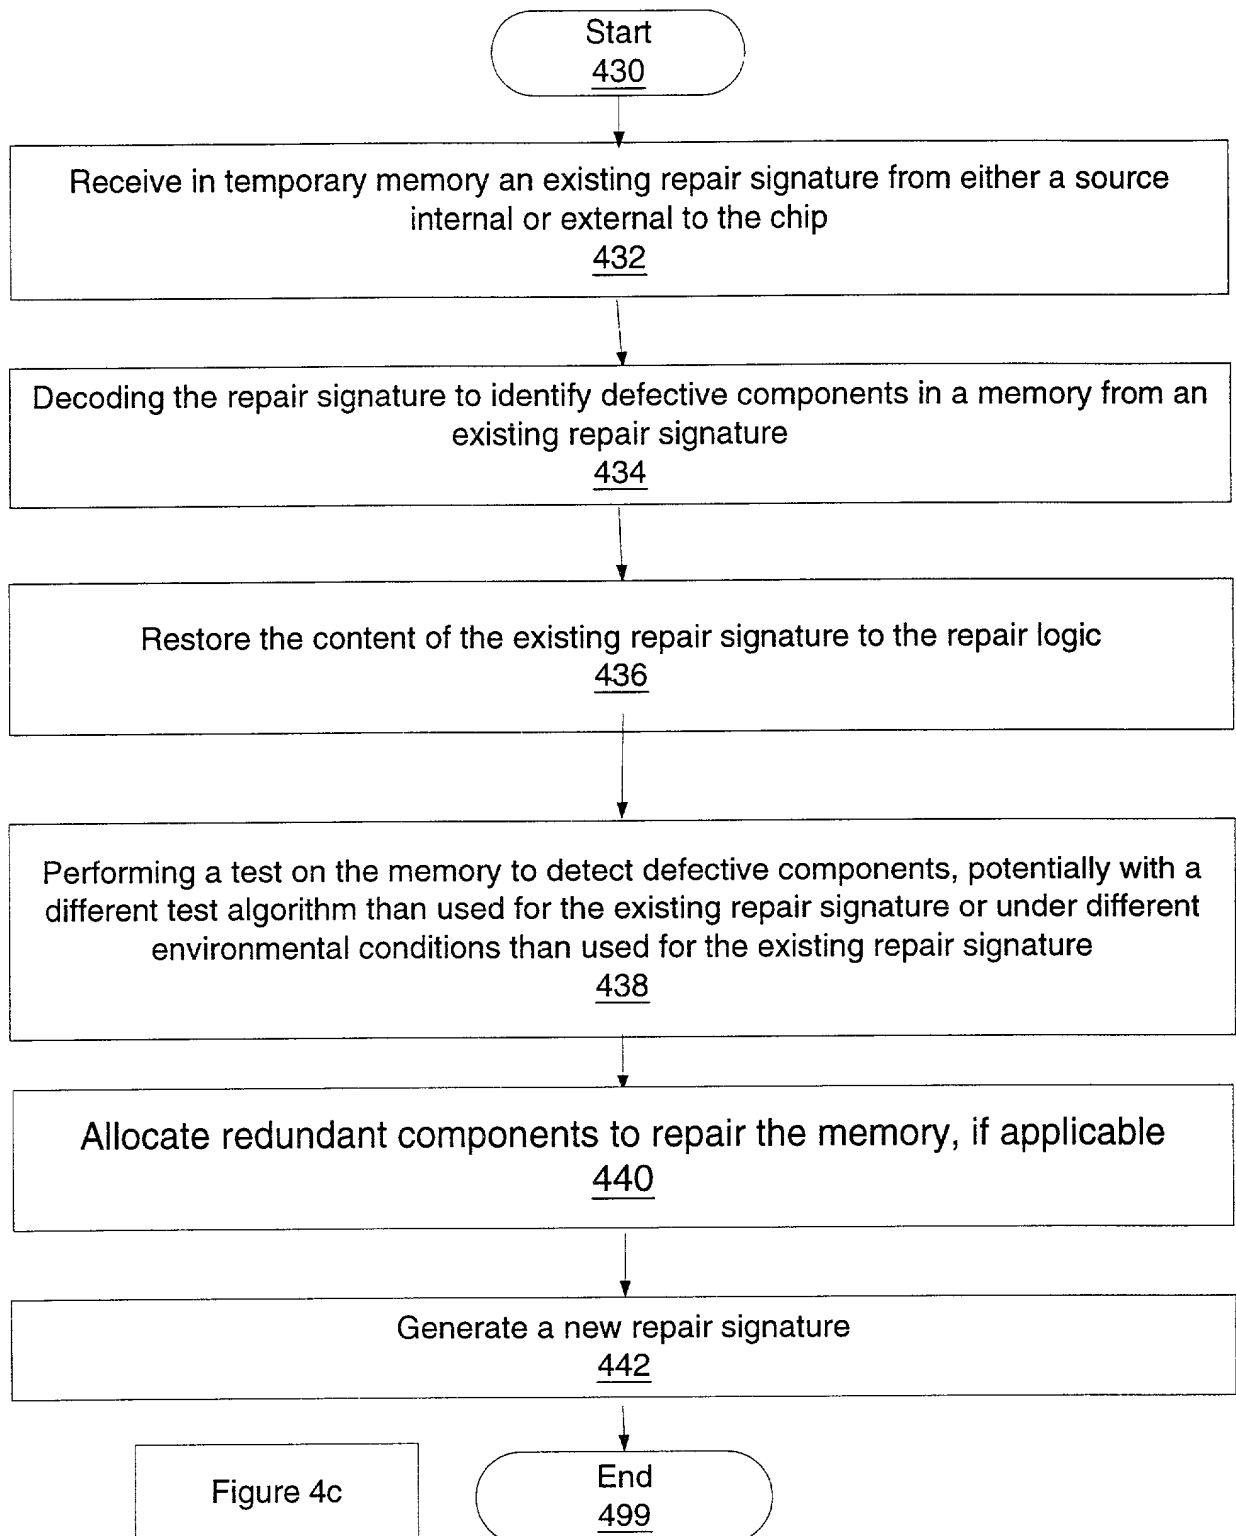 Start
430
Receive in temporary memory an existing repair signature from either a source
internal or external to the chip
432
Decoding the repair signature to identify defective components in a memory from an
existing repair signature
434
Restore the content of the existing repair signature to the repair logic
436
Performing a test on the memory to detect defective components, potentially with a
different test algorithm than used for the existing repair signature or under different
environmental conditions than used for the existing repair signature
438
Allocate redundant components to repair the memory, if applicable
440
Generate a new repair signature
442
End
499
Figure 4c